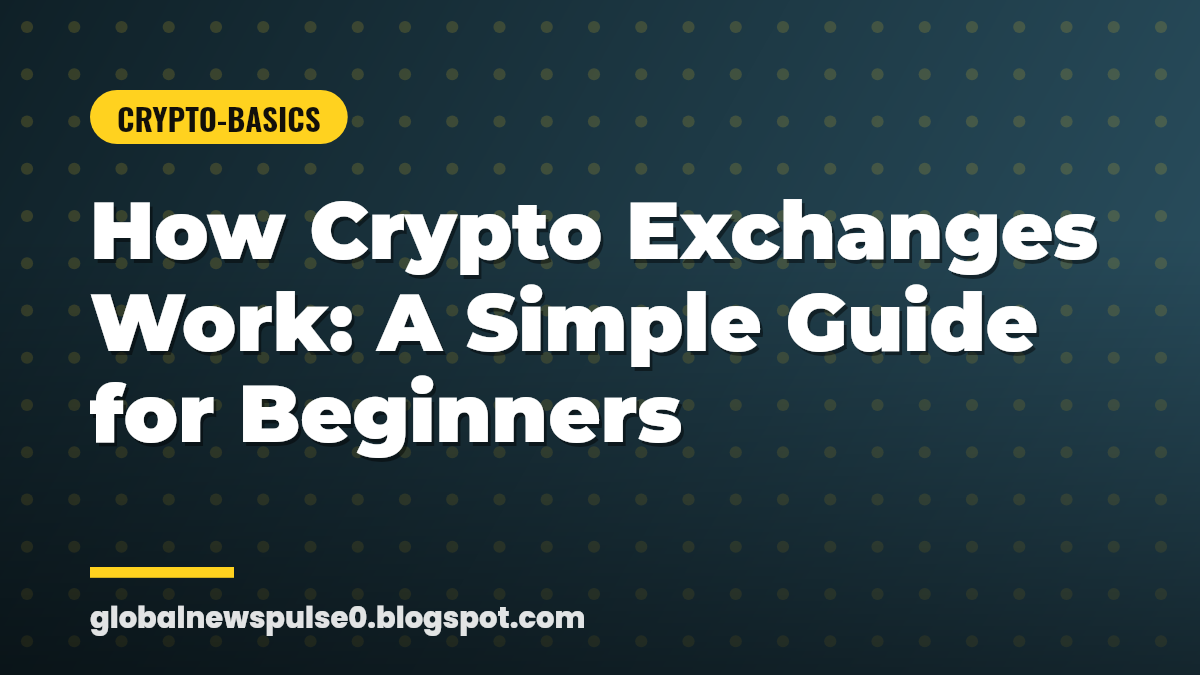 CRYPTO-BASICS
How Crypto Exchanges
Work: A Simple Guide
for Beginners
globalnewspulse0.blogspot.com